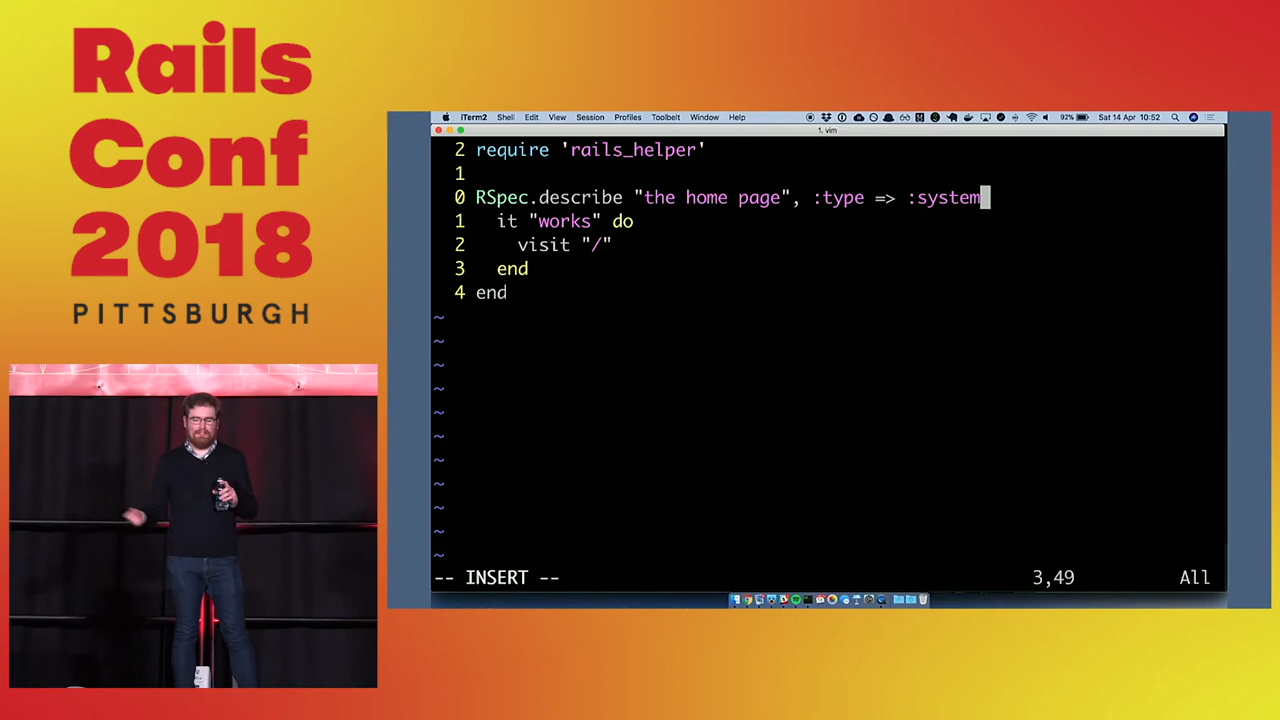 Rails
Conf
2018
PITTSBURGH
iTerm2 Shell Edit View Session Profiles Toolbelt Window Help 92% Sat 14 Apr 10:52
1. vim
2 require 'rails_helper'
1
0 RSpec.describe "the home page", :type => :system
1 it "works" do
2 visit "/"
3 end
4 end
~
~
~
~
~
~
~
~
~
~
~
-- INSERT -- 3,49 All